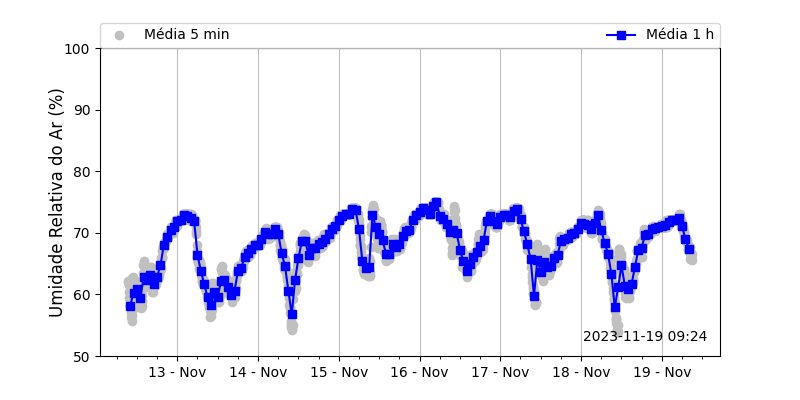 Média 5 min
Média 1 h
Umidade Relativa do Ar (%)
100
90
80
70
60
50
2023-11-19 09:24
13 - Nov
14 - Nov
15 - Nov
16 - Nov
17 - Nov
18 - Nov
19 - Nov